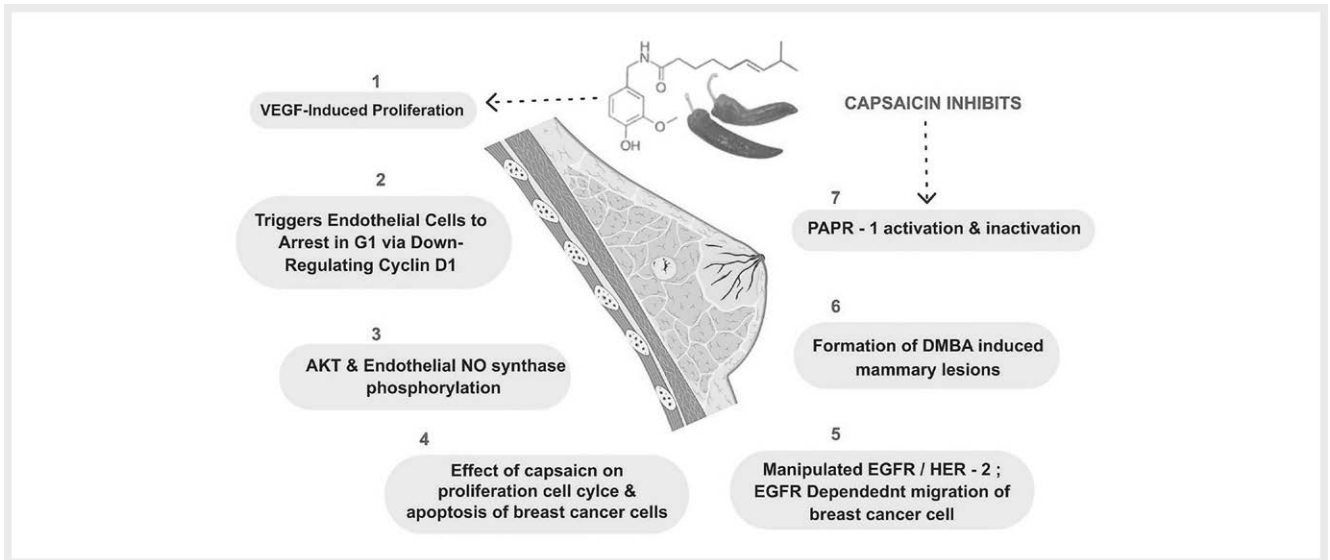 H
N
O
O
OH
CAPSAICIN INHIBITS
1
VEGF-Induced Proliferation
2
Triggers Endothelial Cells to
Arrest in G1 via Down-
Regulating Cyclin D1
3
AKT & Endothelial NO synthase
phosphorylation
4
Effect of capsaicn on
proliferation cell cylce &
apoptosis of breast cancer cells
5
Manipulated EGFR / HER - 2 ;
EGFR Dependednt migration of
breast cancer cell
6
Formation of DMBA induced
mammary lesions
7
PAPR - 1 activation & inactivation